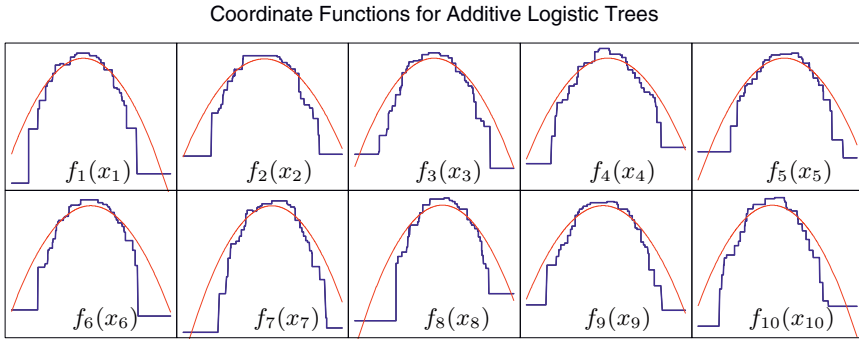 Coordinate Functions for Additive Logistic Trees
f₁(x₁) f₂(x₂) f₃(x₃) f₄(x₄) f₅(x₅)
f₆(x₆) f₇(x₇) f₈(x₈) f₉(x₉) f₁₀(x₁₀)